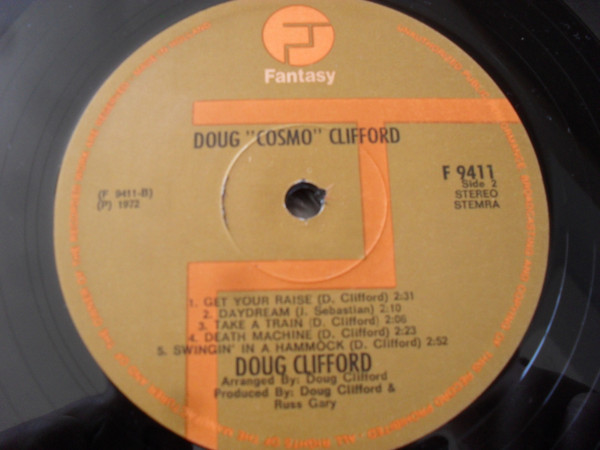 Fantasy
DOUG "COSMO" CLIFFORD
F 9411
Side 2
STEREO
STEMRA
(F 9411-B)
(P) 1972
1. GET YOUR RAISE (D. Clifford) 2:31
2. DAYDREAM (I. Sebastian) 2:10
3. TAKE A TRAIN (D. Clifford) 2:06
4. DEATH MACHINE (D. Clifford) 2:23
5. SWINGIN' IN A HAMMOCK (D. Clifford) 2:52
DOUG CLIFFORD
Arranged By: Doug Clifford
Produced By: Doug Clifford &
Russ Gary